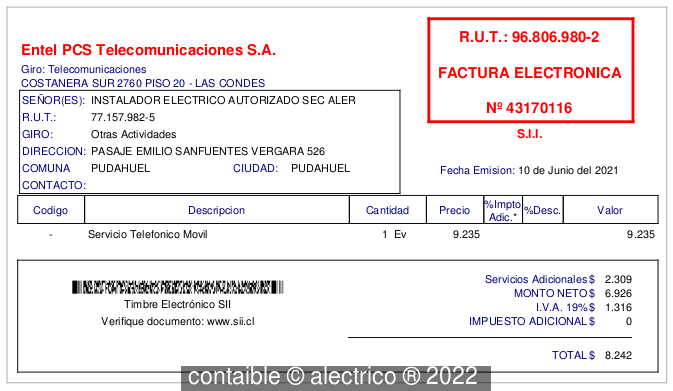 Entel PCS Telecomunicaciones S.A.
Giro: Telecomunicaciones
COSTANERA SUR 2760 PISO 20 - LAS CONDES
R.U.T.: 96.806.980-2
FACTURA ELECTRONICA
Nº 43170116
S.I.I.
SEÑOR(ES): INSTALADOR ELECTRICO AUTORIZADO SEC ALER
R.U.T.: 77.157.982-5
GIRO: Otras Actividades
DIRECCION: PASAJE EMILIO SANFUENTES VERGARA 526
COMUNA PUDAHUEL CIUDAD: PUDAHUEL
CONTACTO:
Fecha Emision: 10 de Junio del 2021
Codigo Descripcion Cantidad Precio %Impto Adic.* %Desc. Valor
- Servicio Telefonico Movil 1 Ev 9.235 9.235
Timbre Electrónico SII
Verifique documento: www.sii.cl
Servicios Adicionales $ 2.309
MONTO NETO $ 6.926
I.V.A. 19% $ 1.316
IMPUESTO ADICIONAL $ 0
TOTAL $ 8.242
contaible © alectrico ® 2022